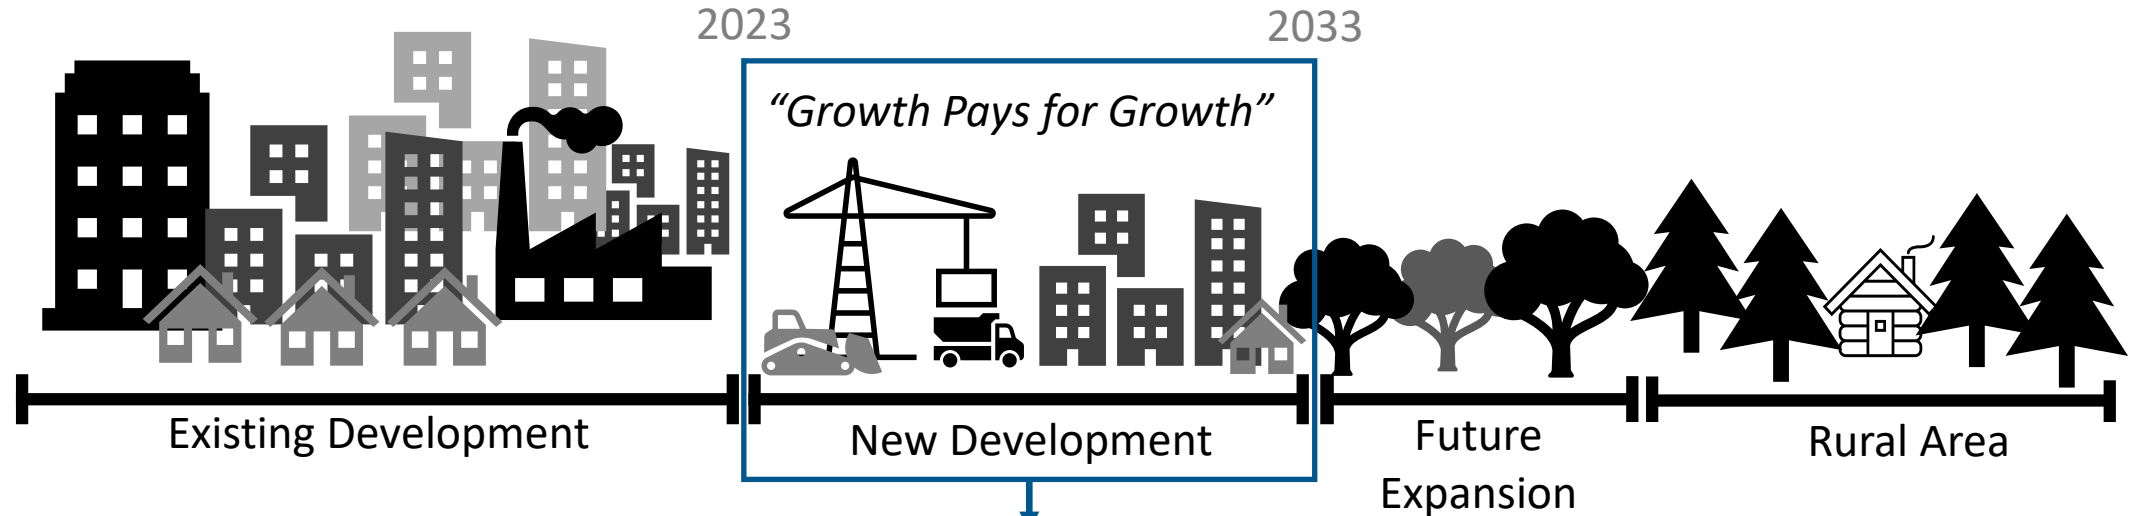 2023
2033
“Growth Pays for Growth”
Existing Development
New Development
Future
Expansion
Rural Area